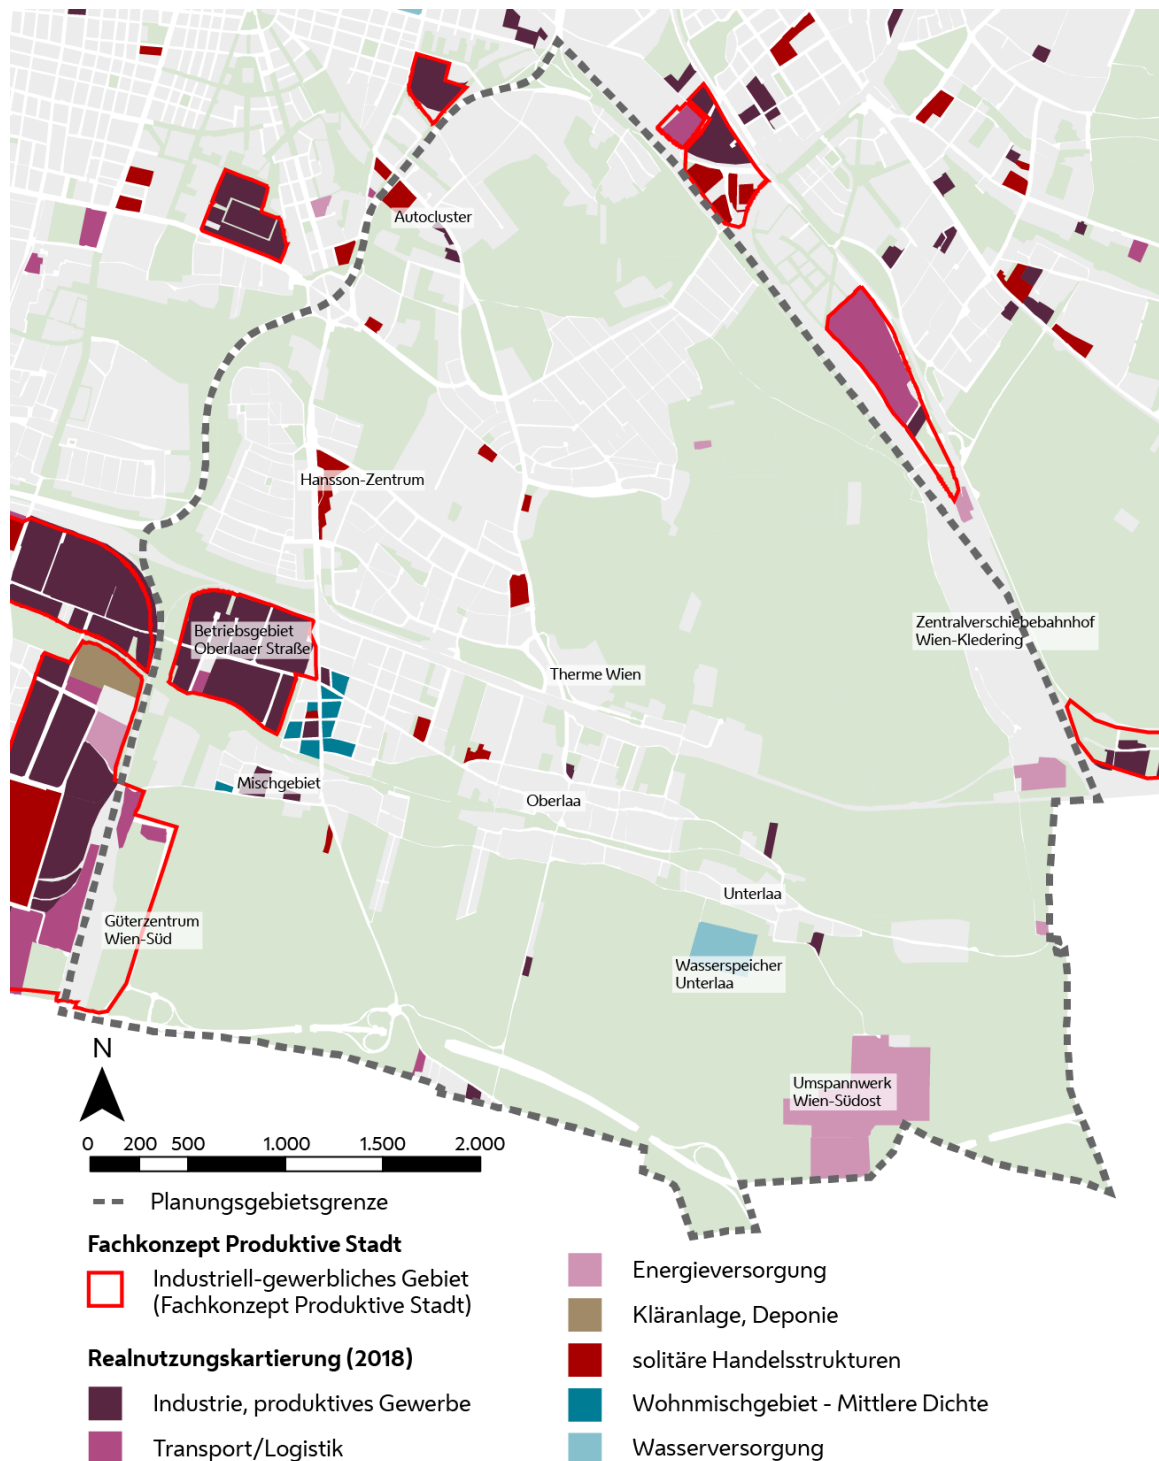 Autocluster
Hansson-Zentrum
Betriebsgebiet
Oberlaaer Straße
Zentralverschiebebahnhof
Wien-Kledering
Therme Wien
Mischgebiet
Oberlaa
Unterlaa
Güterzentrum
Wien-Süd
Wasserspeicher
Unterlaa
Umspannwerk
Wien-Südost
N
0 200 500 1.000 1.500 2.000
Planungsgebietsgrenze
Fachkonzept Produktive Stadt
Industriell-gewerbliches Gebiet
(Fachkonzept Produktive Stadt)
Realnutzungskartierung (2018)
Industrie, produktives Gewerbe
Transport/Logistik
Energieversorgung
Kläranlage, Deponie
solitäre Handelsstrukturen
Wohnmischgebiet - Mittlere Dichte
Wasserversorgung